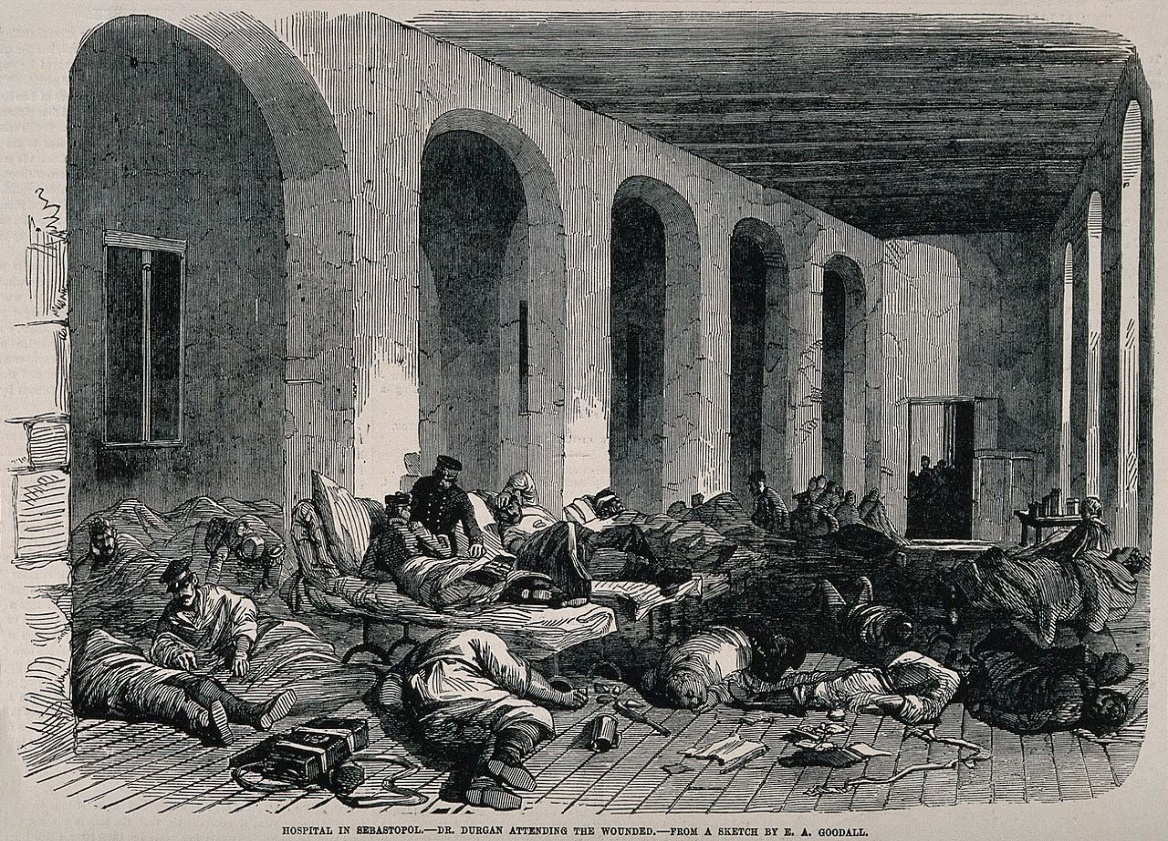 HOSPITAL IN SEBASTOPOL.—DR. DURGAN ATTENDING THE WOUNDED.—FROM A SKETCH BY E. A. GOODALL.